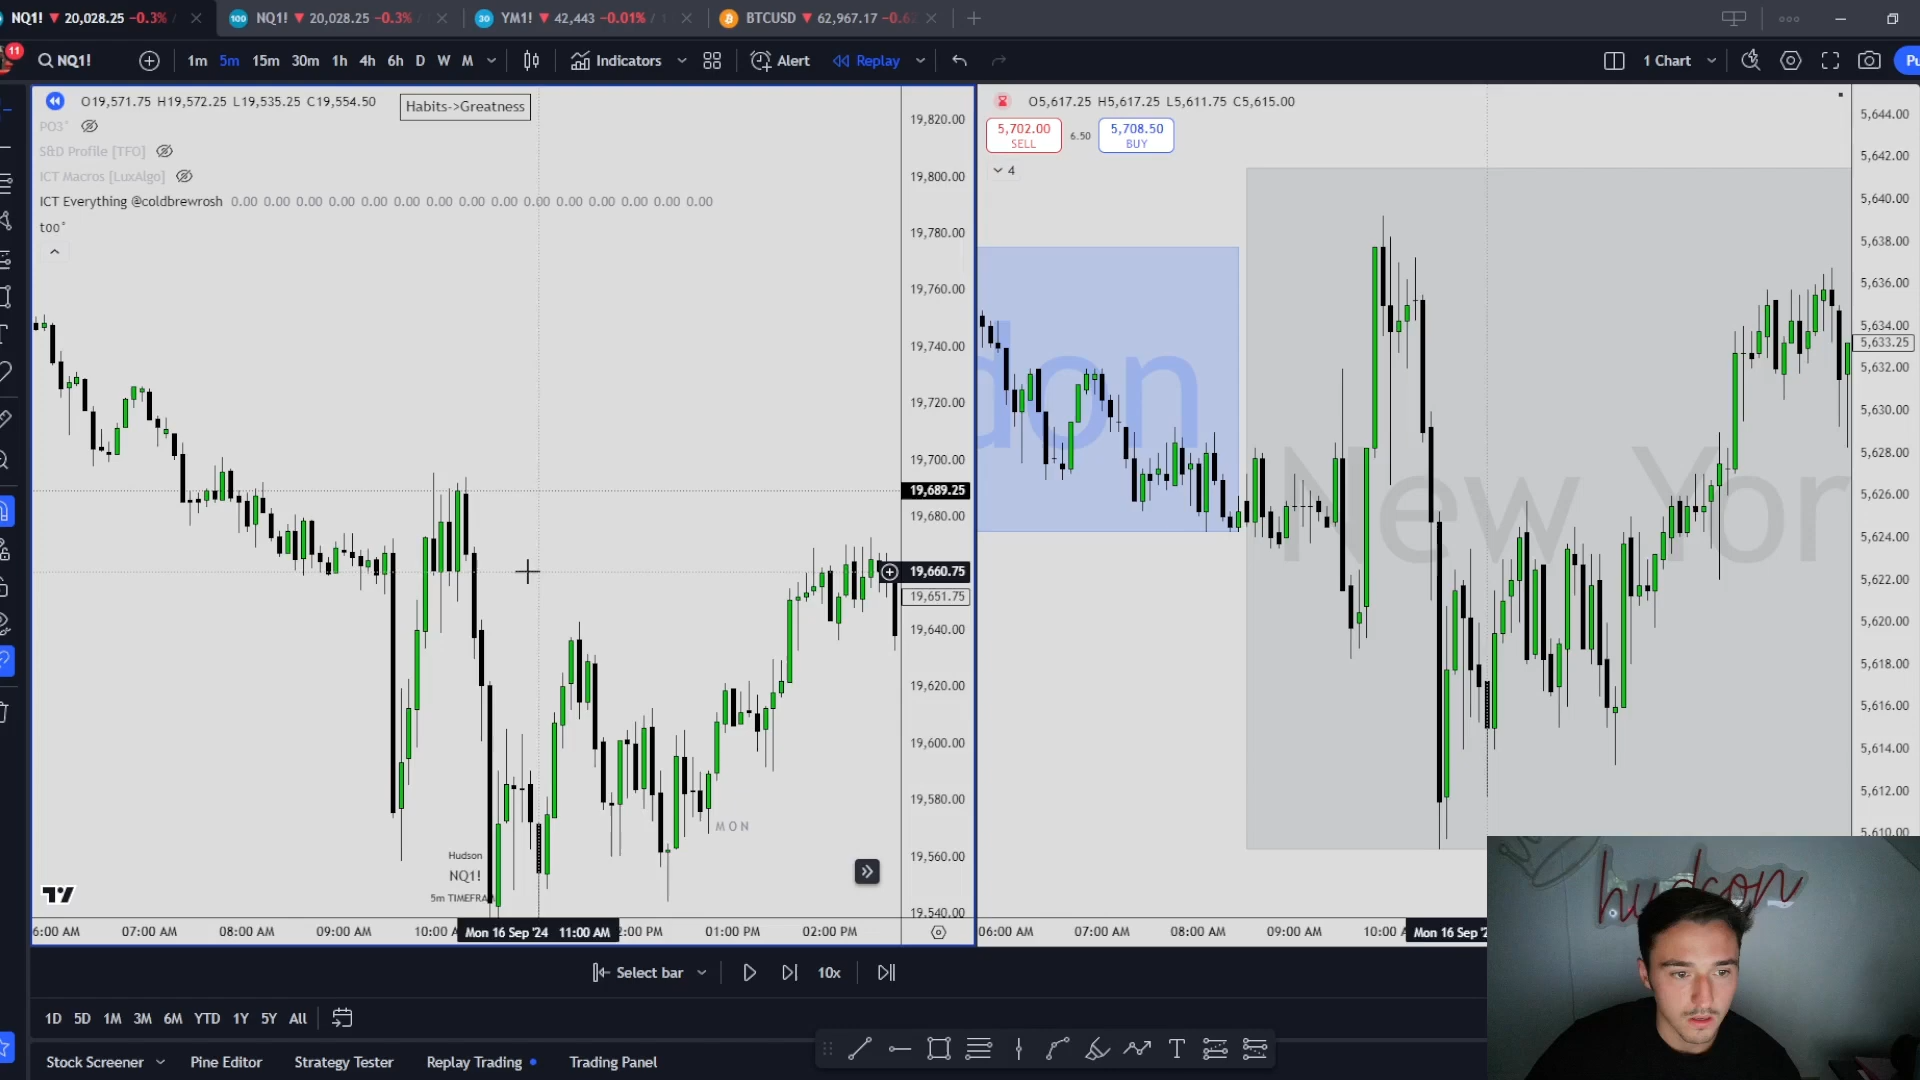 NQ1! ▼ 20,028.25 −0.3% /
100 NQ1! ▼ 20,028.25 −0.3% /
30 YM1! ▼ 42,443 −0.01% /
BTCUSD ▼ 62,967.17 −0.62
11
NQ1!
1m 5m 15m 30m 1h 4h 6h D W M
Indicators
Alert
Replay
1 Chart
Pu
O19,571.75 H19,572.25 L19,535.25 C19,554.50
Habits->Greatness
PO3
S&D Profile [TFO]
ICT Macros [LuxAlgo]
ICT Everything @coldbrewrosh 0.00 0.00 0.00 0.00 0.00 0.00 0.00 0.00 0.00 0.00 0.00 0.00 0.00 0.00 0.00
too
19,820.00
19,800.00
19,780.00
19,760.00
19,740.00
19,720.00
19,700.00
19,689.25
19,680.00
19,660.75
19,651.75
19,640.00
19,620.00
19,600.00
19,580.00
19,560.00
19,540.00
MON
Hudson
NQ1!
5m TIMEFRA
6:00 AM 07:00 AM 08:00 AM 09:00 AM 10:00 A Mon 16 Sep '24 11:00 AM 2:00 PM 01:00 PM 02:00 PM
O5,617.25 H5,617.25 L5,611.75 C5,615.00
5,702.00
SELL
6.50
5,708.50
BUY
4
don
New Yor
5,644.00
5,642.00
5,640.00
5,638.00
5,636.00
5,634.00
5,633.25
5,632.00
5,630.00
5,628.00
5,626.00
5,624.00
5,622.00
5,620.00
5,618.00
5,616.00
5,614.00
5,612.00
5,610.00
06:00 AM 07:00 AM 08:00 AM 09:00 AM 10:00 A Mon 16 Sep '2
hudson
Select bar
10x
1D 5D 1M 3M 6M YTD 1Y 5Y All
Stock Screener
Pine Editor
Strategy Tester
Replay Trading
Trading Panel